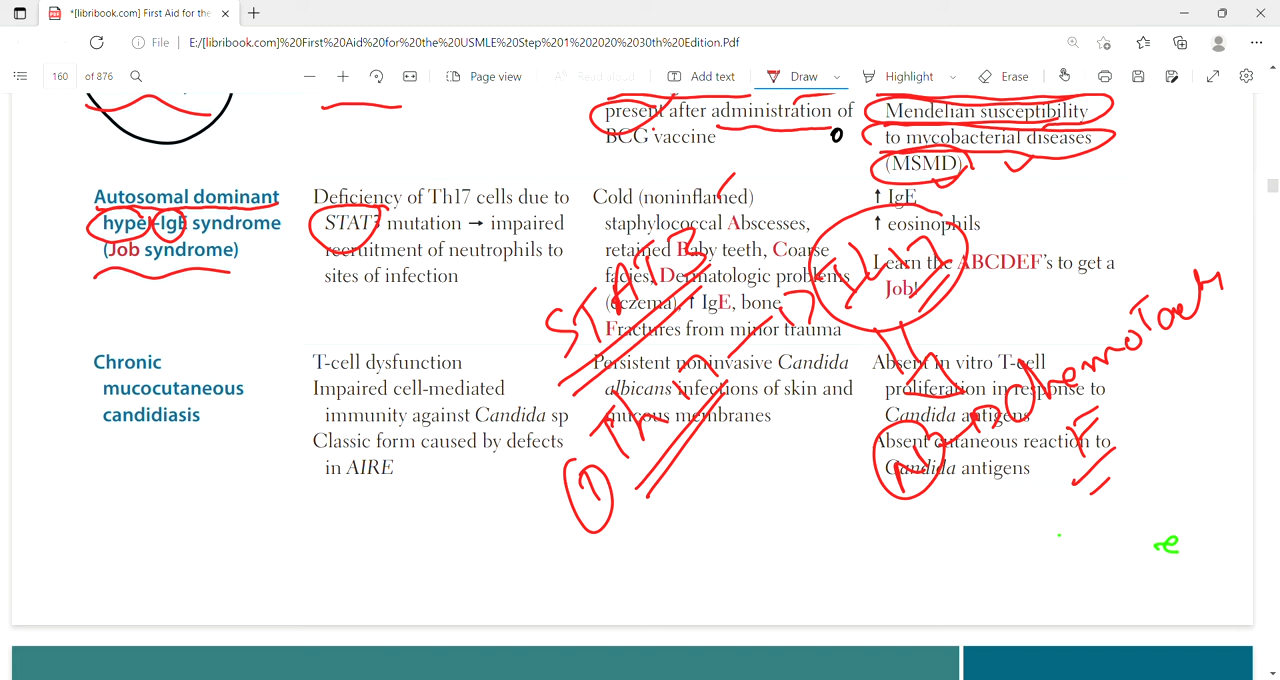 *[libribook.com] First Aid for the
File
E:/[libribook.com]%20First%20Aid%20for%20the%20USMLE%20Step%201%202020%2030th%20Edition.Pdf
160 of 876
Page view
Read aloud
Add text
Draw
Highlight
Erase
present after administration of
BCG vaccine
Mendelian susceptibility
to mycobacterial diseases
(MSMD)
Autosomal dominant
hyper-IgE syndrome
(Job syndrome)
Deficiency of Th17 cells due to
STAT3 mutation → impaired
recruitment of neutrophils to
sites of infection
Cold (noninflamed)
staphylococcal Abscesses,
retained Baby teeth, Coarse
facies, Dermatologic problems
(eczema), ↑ IgE, bone
Fractures from minor trauma
↑ IgE
↑ eosinophils
Learn the ABCDEF's to get a
Job!
STAT3
Th17
IL17
Chronic
mucocutaneous
candidiasis
T-cell dysfunction
Impaired cell-mediated
immunity against Candida sp
Classic form caused by defects
in AIRE
Persistent noninvasive Candida
albicans infections of skin and
mucous membranes
Absent in vitro T-cell
proliferation in response to
Candida antigens
Absent cutaneous reaction to
Candida antigens